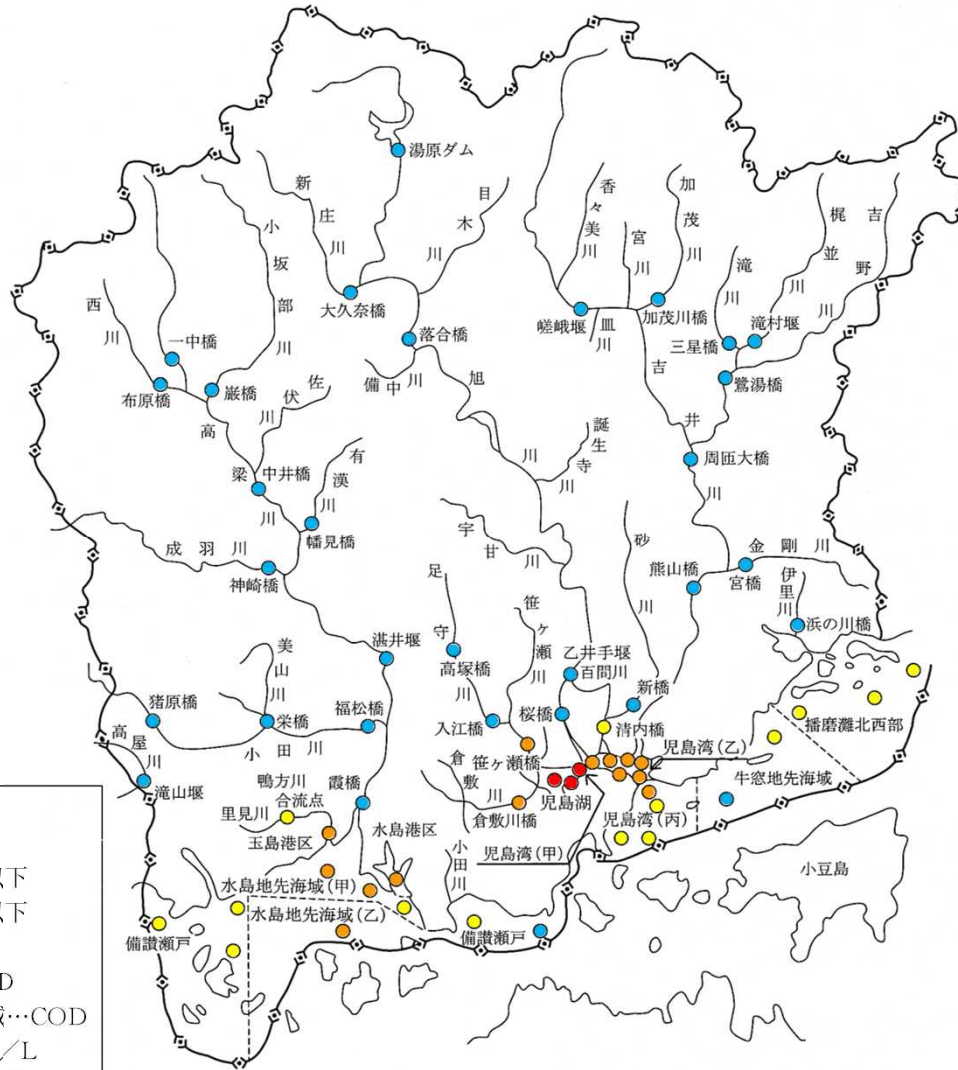 湯原ダム
新庄川
目木川
小坂部川
西川
香々美川
宮川
加茂川
梶並川
吉野川
滝川
大久奈橋
嵯峨堰
皿川
加茂川橋
滝村堰
三星橋
鷺湯橋
落合橋
備中川
一中橋
布原橋
巌橋
佐伏川
高梁川
中井橋
有漢川
幡見橋
旭川
誕生寺川
吉井川
周匝大橋
成羽川
神崎橋
宇甘川
砂川
金剛川
熊山橋
宮橋
伊里川
浜の川橋
足守川
笹ヶ瀬川
湛井堰
高塚橋
乙井手堰
百間川
新橋
美山川
猪原橋
栄橋
福松橋
小田川
入江橋
桜橋
清内橋
播磨灘北西部
高屋川
滝山堰
鴨方川
合流点
里見川
霞橋
倉敷川
笹ヶ瀬橋
児島湖
倉敷川橋
児島湾(乙)
牛窓地先海域
児島湾(丙)
児島湾(甲)
玉島港区
水島港区
小田川
小豆島
水島地先海域(甲)
水島地先海域(乙)
備讃瀬戸
備讃瀬戸
以下
以下
D
…COD
／L